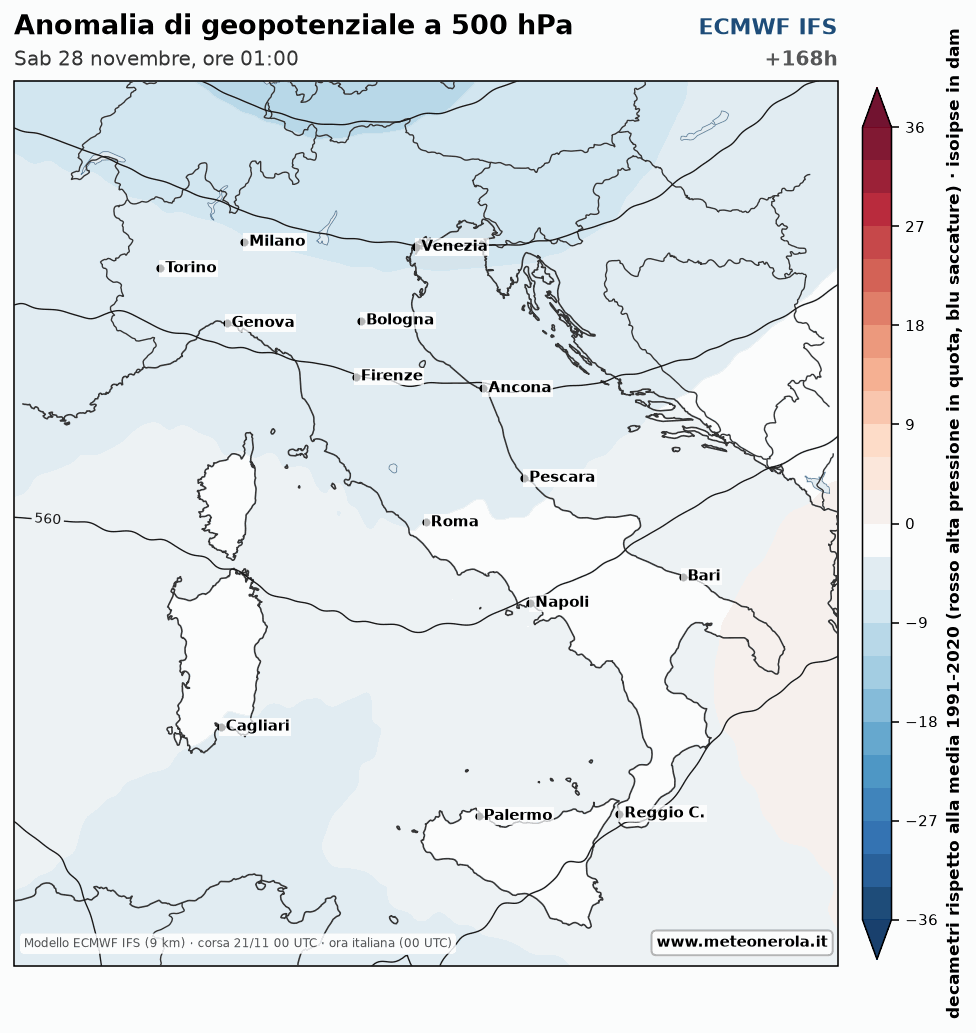 Anomalia di geopotenziale a 500 hPa
ECMWF IFS
Sab 28 novembre, ore 01:00
+168h
Milano
Venezia
Torino
Genova
Bologna
Firenze
Ancona
Pescara
560
Roma
Bari
Napoli
Cagliari
Palermo
Reggio C.
Modello ECMWF IFS (9 km) · corsa 21/11 00 UTC · ora italiana (00 UTC)
www.meteonerola.it
36
27
18
9
0
−9
−18
−27
−36
decametri rispetto alla media 1991-2020 (rosso alta pressione in quota, blu saccature) · isoipse in dam